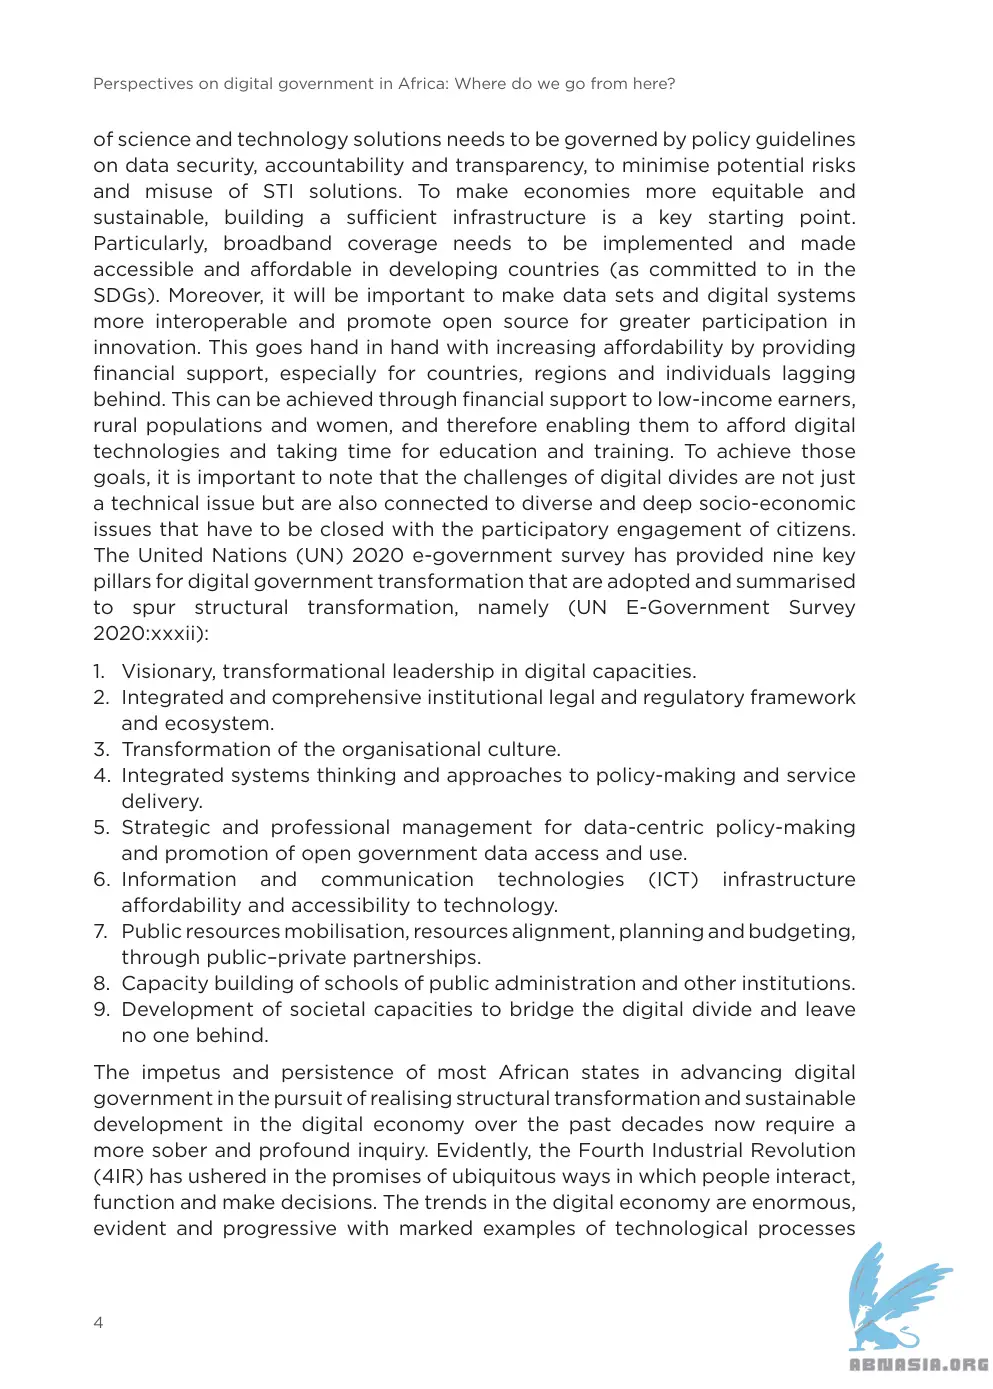 Perspectives on digital government in Africa: Where do we go from here?
of science and technology solutions needs to be governed by policy guidelines
on data security, accountability and transparency, to minimise potential risks
and misuse of STI solutions. To make economies more equitable and
sustainable, building a sufficient infrastructure is a key starting point.
Particularly, broadband coverage needs to be implemented and made
accessible and affordable in developing countries (as committed to in the
SDGs). Moreover, it will be important to make data sets and digital systems
more interoperable and promote open source for greater participation in
innovation. This goes hand in hand with increasing affordability by providing
financial support, especially for countries, regions and individuals lagging
behind. This can be achieved through financial support to low-income earners,
rural populations and women, and therefore enabling them to afford digital
technologies and taking time for education and training. To achieve those
goals, it is important to note that the challenges of digital divides are not just
a technical issue but are also connected to diverse and deep socio-economic
issues that have to be closed with the participatory engagement of citizens.
The United Nations (UN) 2020 e-government survey has provided nine key
pillars for digital government transformation that are adopted and summarised
to spur structural transformation, namely (UN E-Government Survey
2020:xxxii):
1. Visionary, transformational leadership in digital capacities.
2. Integrated and comprehensive institutional legal and regulatory framework
and ecosystem.
3. Transformation of the organisational culture.
4. Integrated systems thinking and approaches to policy-making and service
delivery.
5. Strategic and professional management for data-centric policy-making
and promotion of open government data access and use.
6. Information and communication technologies (ICT) infrastructure
affordability and accessibility to technology.
7. Public resources mobilisation, resources alignment, planning and budgeting,
through public–private partnerships.
8. Capacity building of schools of public administration and other institutions.
9. Development of societal capacities to bridge the digital divide and leave
no one behind.
The impetus and persistence of most African states in advancing digital
government in the pursuit of realising structural transformation and sustainable
development in the digital economy over the past decades now require a
more sober and profound inquiry. Evidently, the Fourth Industrial Revolution
(4IR) has ushered in the promises of ubiquitous ways in which people interact,
function and make decisions. The trends in the digital economy are enormous,
evident and progressive with marked examples of technological processes
4
ABNASIA.ORG